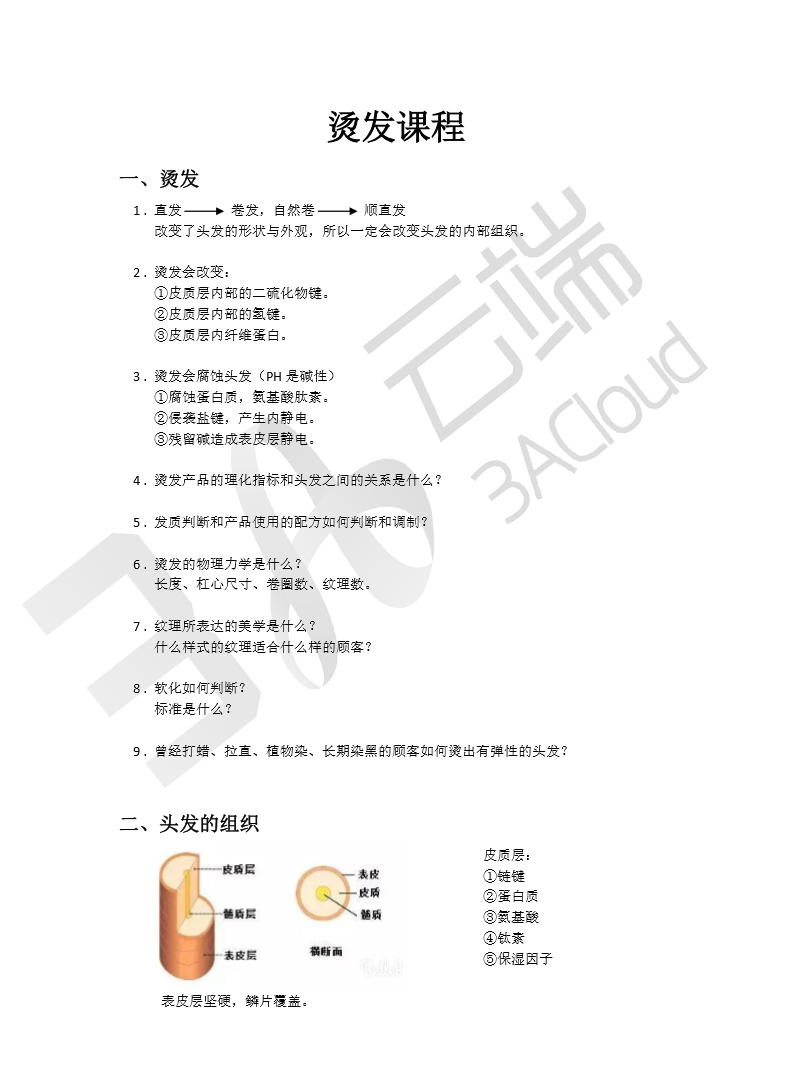 烫发课程
一、烫发
1. 直发 卷发，自然卷 顺直发
改变了头发的形状与外观，所以一定会改变头发的内部组织。
2. 烫发会改变：
①皮质层内部的二硫化物键。
②皮质层内部的氢键。
③皮质层内纤维蛋白。
3. 烫发会腐蚀头发（PH 是碱性）
①腐蚀蛋白质，氨基酸肽素。
②侵袭盐键，产生内静电。
③残留碱造成表皮层静电。
4. 烫发产品的理化指标和头发之间的关系是什么？
5. 发质判断和产品使用的配方如何判断和调制？
6. 烫发的物理力学是什么？
长度、杠心尺寸、卷圈数、纹理数。
7. 纹理所表达的美学是什么？
什么样式的纹理适合什么样的顾客？
8. 软化如何判断？
标准是什么？
9. 曾经打蜡、拉直、植物染、长期染黑的顾客如何烫出有弹性的头发？
二、头发的组织
皮质层
髓质层
表皮层
表皮
皮质
髓质
横断面
皮质层：
①链键
②蛋白质
③氨基酸
④钛素
⑤保湿因子
表皮层坚硬，鳞片覆盖。
3A云端
3ACloud